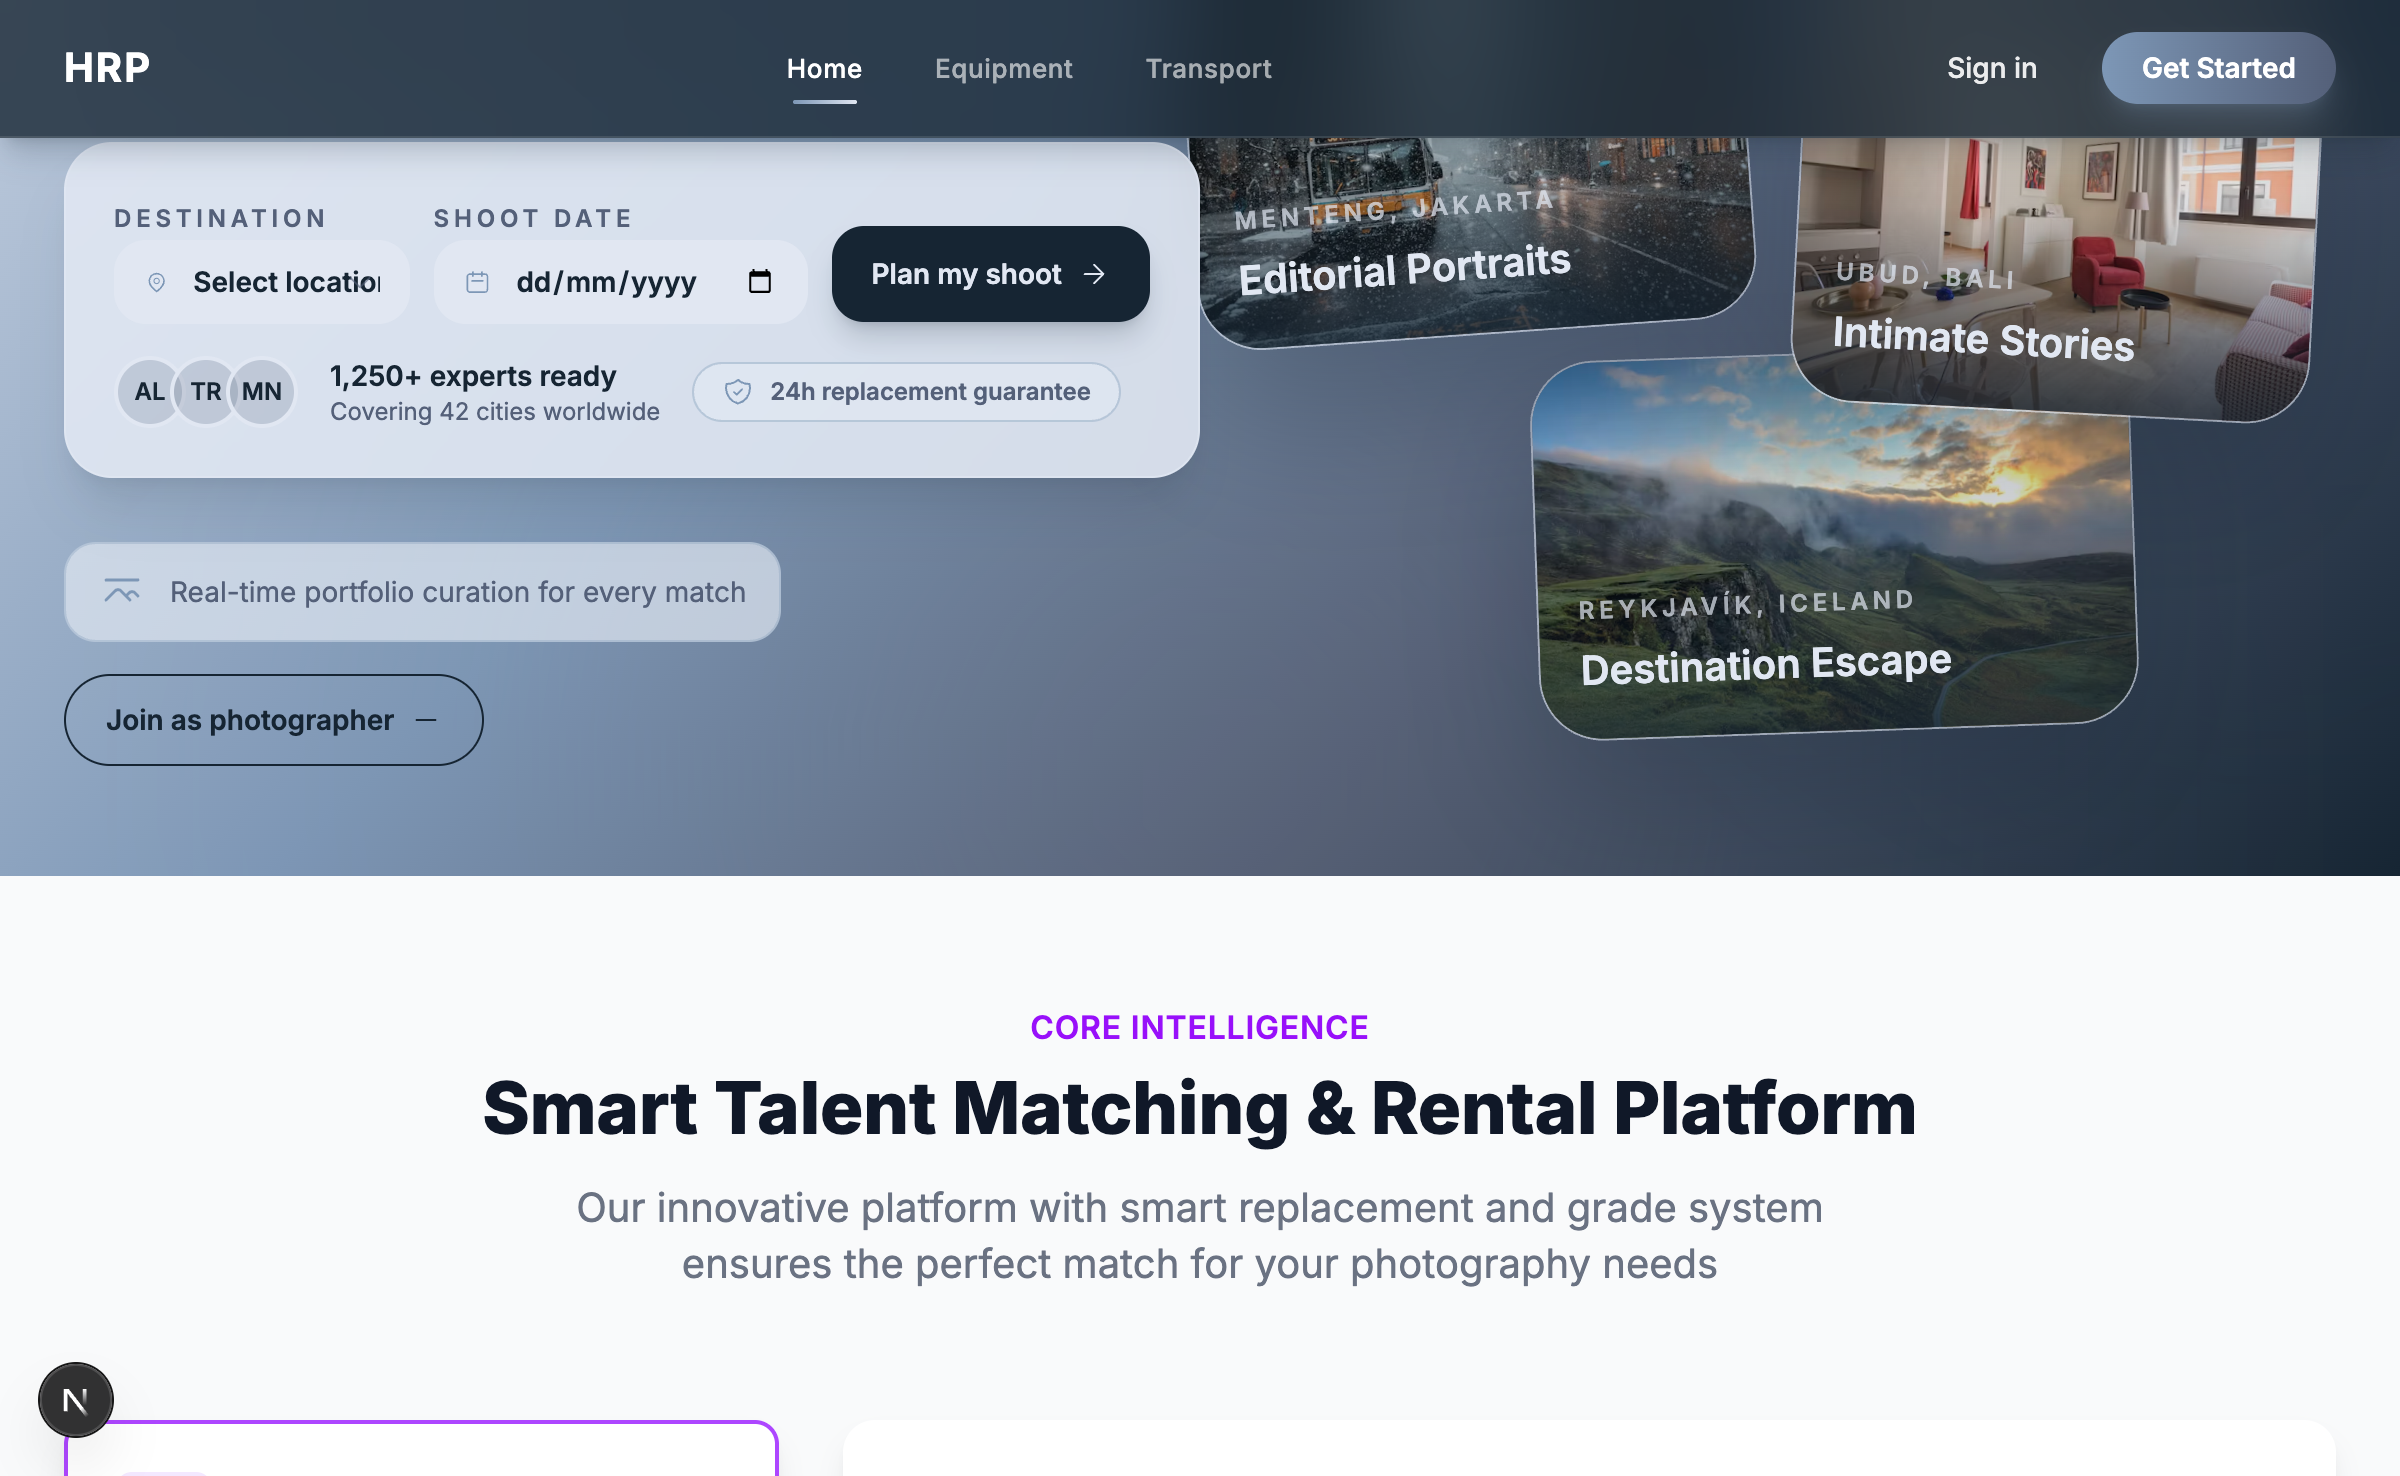 HRP
Home
Equipment
Transport
Sign in
Get Started
DESTINATION
SHOOT DATE
Select location
dd/mm/yyyy
Plan my shoot
AL
TR
MN
1,250+ experts ready
Covering 42 cities worldwide
24h replacement guarantee
MENTENG, JAKARTA
Editorial Portraits
UBUD, BALI
Intimate Stories
REYKJAVÍK, ICELAND
Destination Escape
Real-time portfolio curation for every match
Join as photographer
CORE INTELLIGENCE
Smart Talent Matching & Rental Platform
Our innovative platform with smart replacement and grade system
ensures the perfect match for your photography needs
N